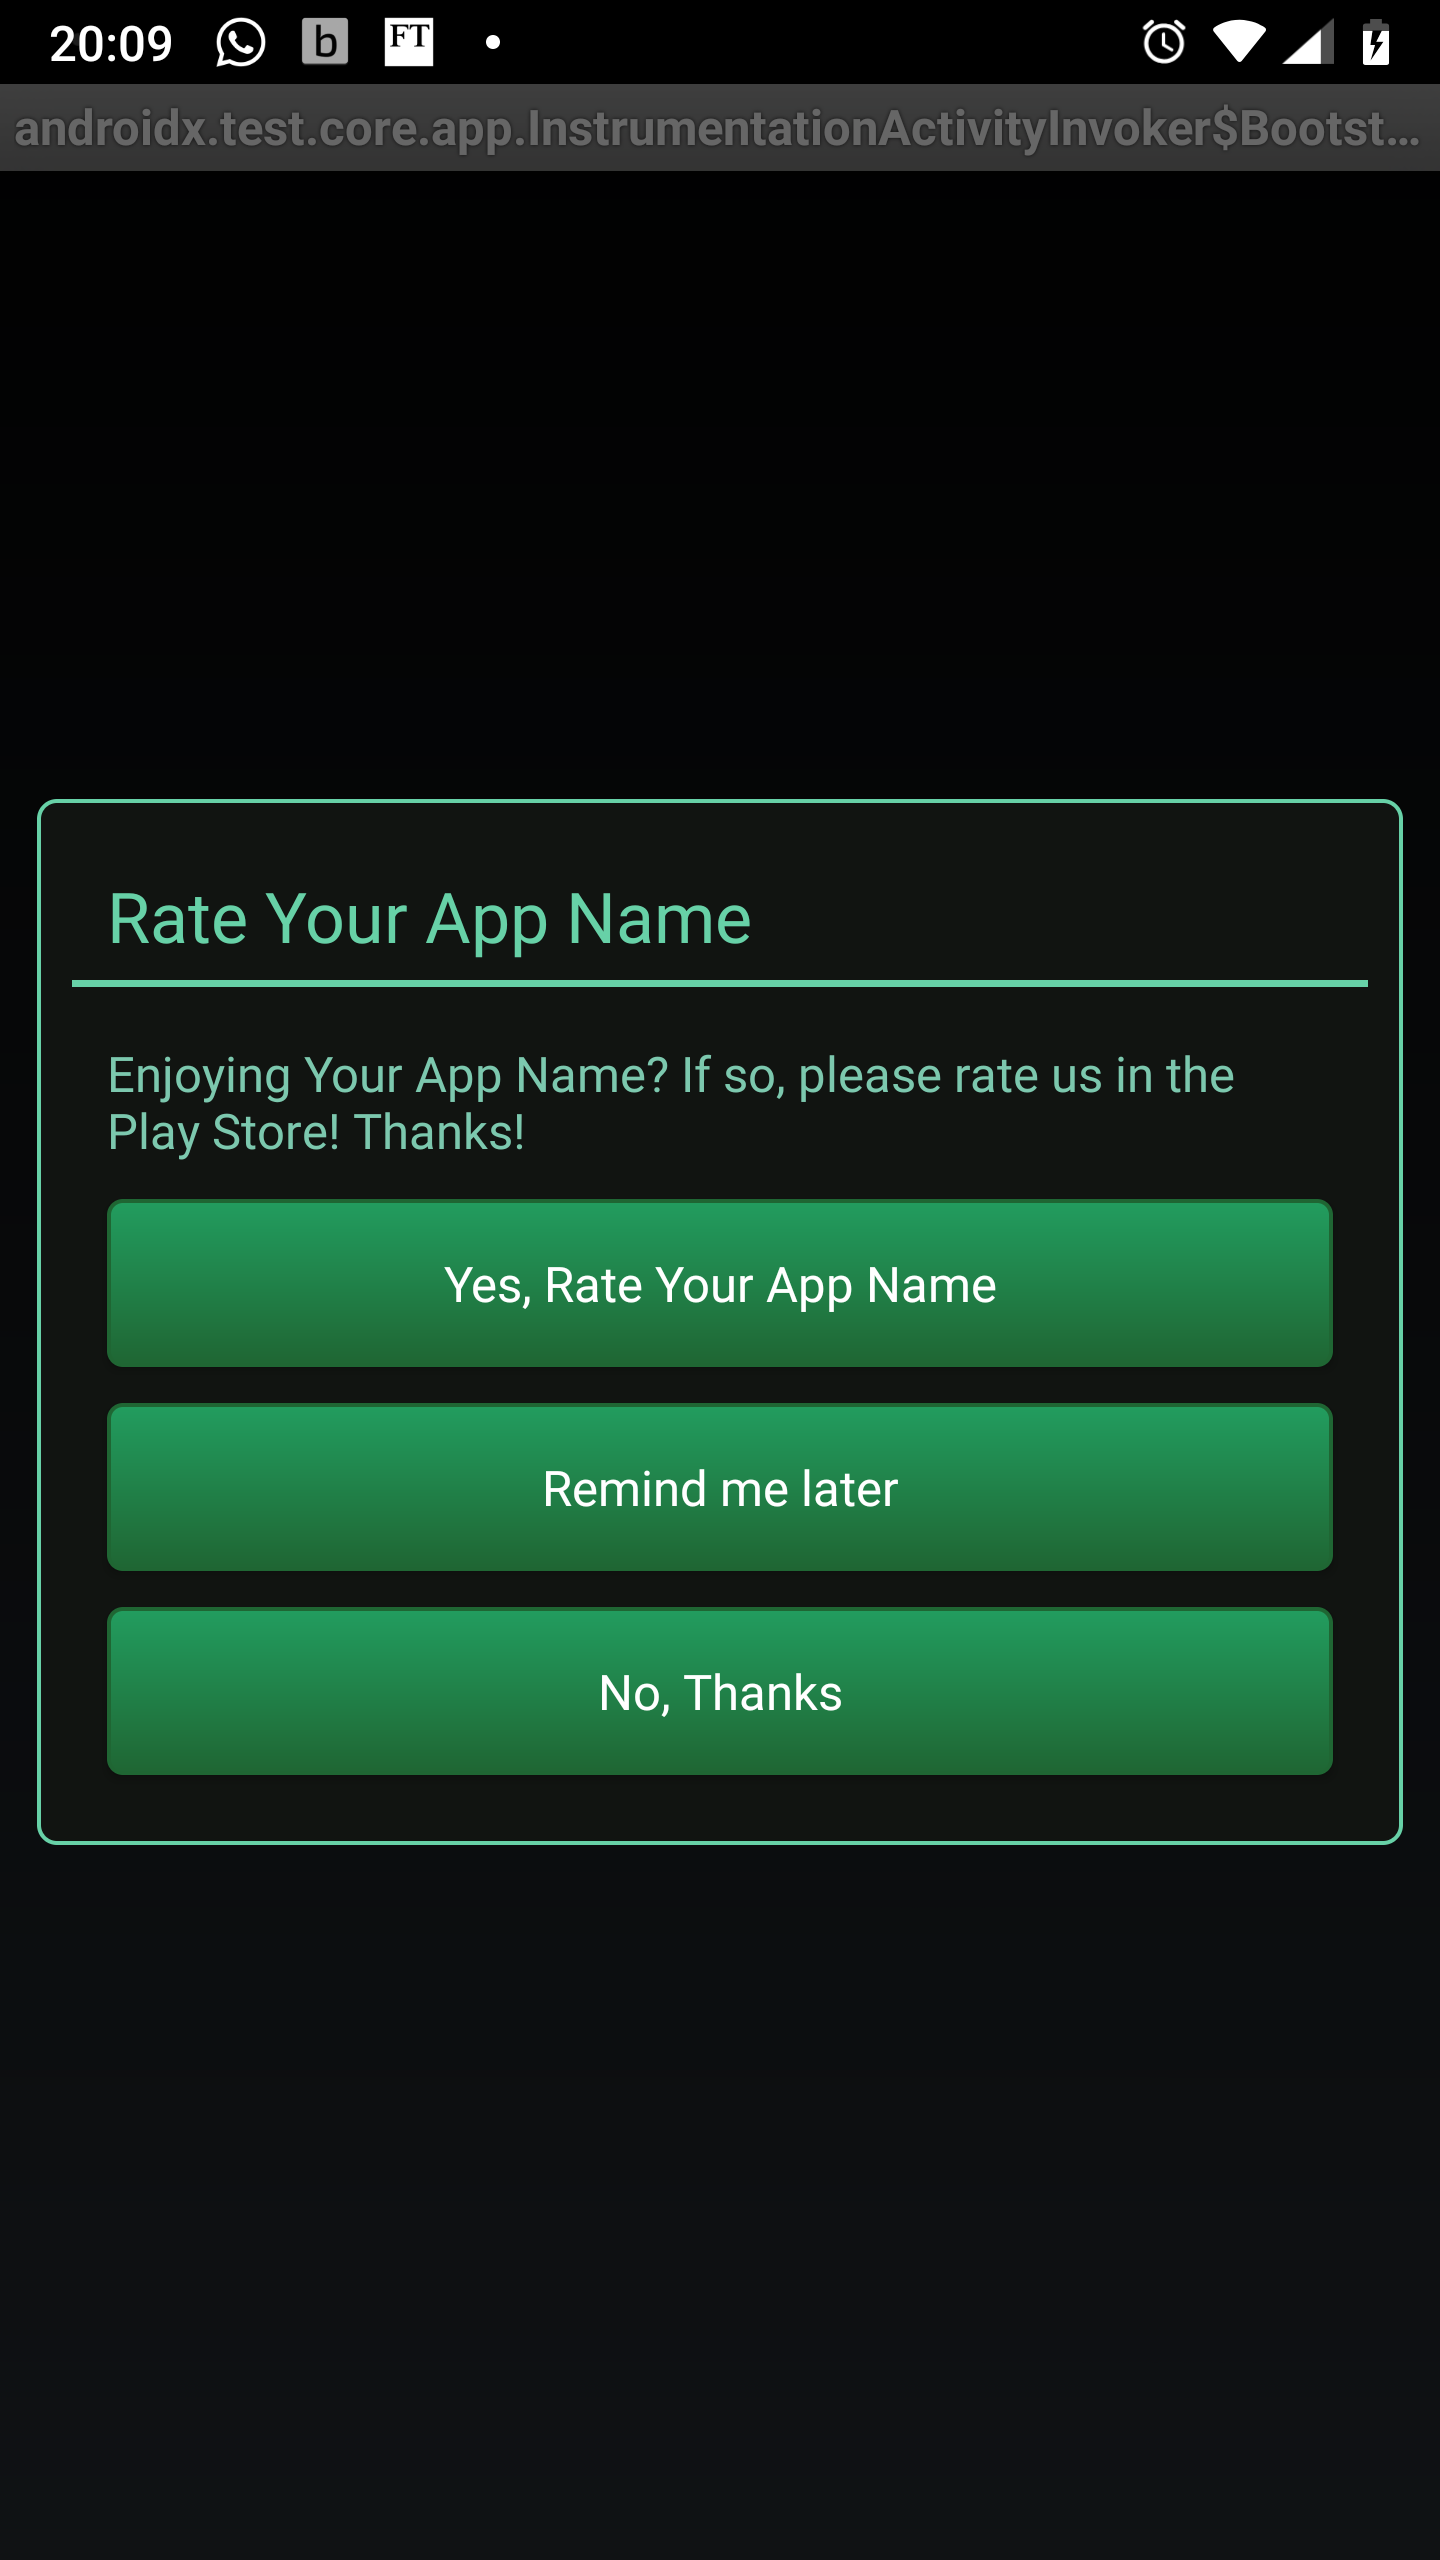 20:09 b FT
androidx.test.core.app.InstrumentationActivityInvoker$Bootst…
Rate Your App Name
Enjoying Your App Name? If so, please rate us in the
Play Store! Thanks!
Yes, Rate Your App Name
Remind me later
No, Thanks